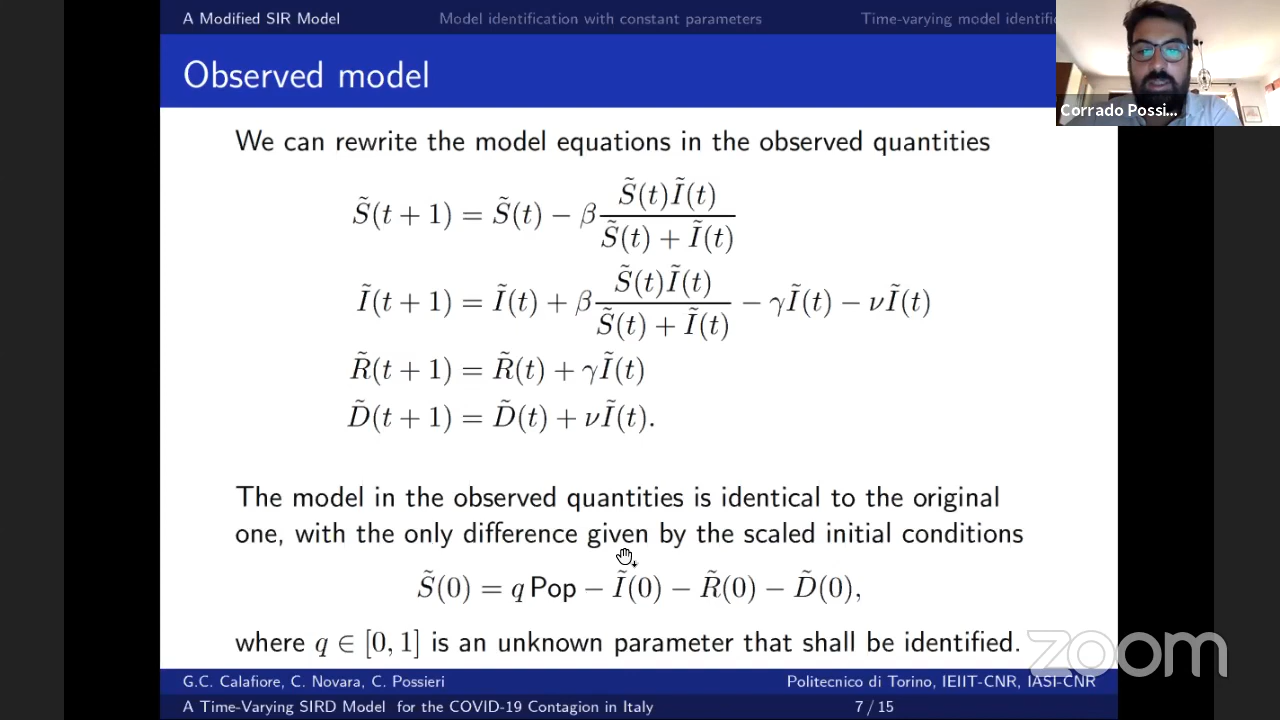 A Modified SIR Model Model identification with constant parameters Time-varying model identific
Observed model
Corrado Possi...
We can rewrite the model equations in the observed quantities
S̃(t + 1) = S̃(t) − β S̃(t)Ĩ(t) / (S̃(t) + Ĩ(t))
Ĩ(t + 1) = Ĩ(t) + β S̃(t)Ĩ(t) / (S̃(t) + Ĩ(t)) − γĨ(t) − νĨ(t)
R̃(t + 1) = R̃(t) + γĨ(t)
D̃(t + 1) = D̃(t) + νĨ(t).
The model in the observed quantities is identical to the original
one, with the only difference given by the scaled initial conditions
S̃(0) = q Pop − Ĩ(0) − R̃(0) − D̃(0),
where q ∈ [0, 1] is an unknown parameter that shall be identified.
zoom
G.C. Calafiore, C. Novara, C. Possieri Politecnico di Torino, IEIIT-CNR, IASI-CNR
A Time-Varying SIRD Model for the COVID-19 Contagion in Italy 7 / 15